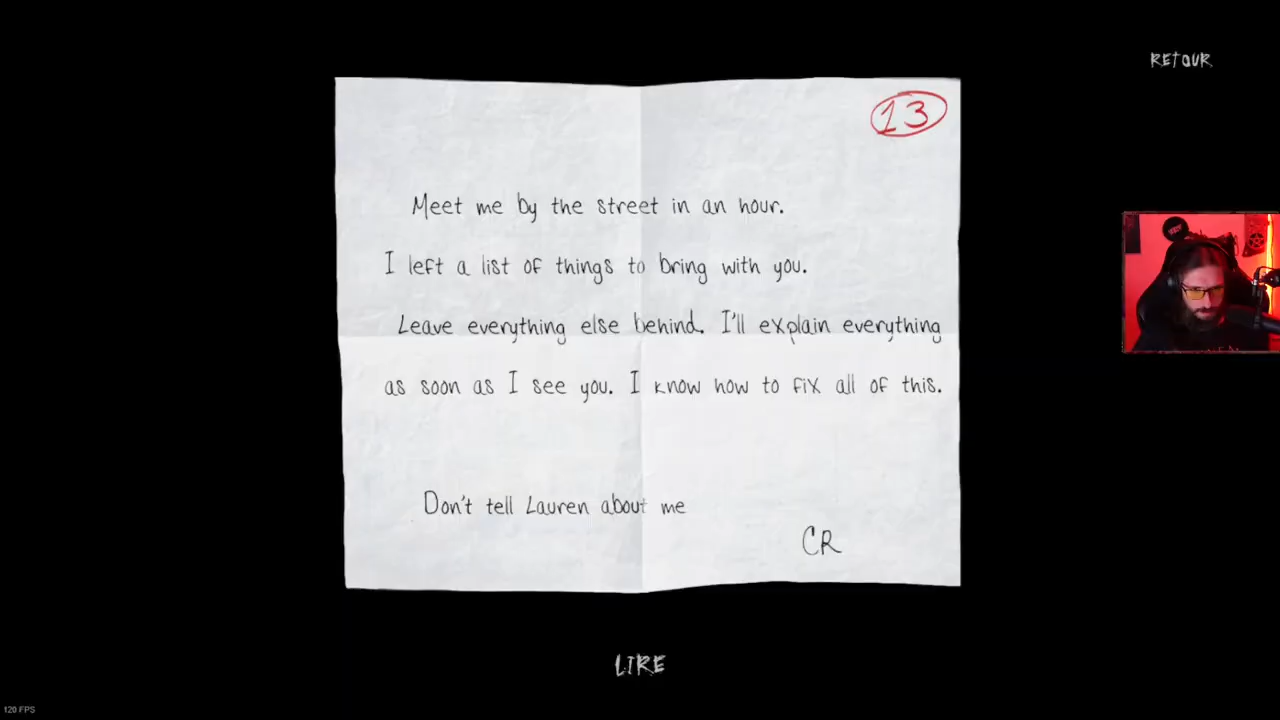 RETOUR
13
Meet me by the street in an hour.
I left a list of things to bring with you.
Leave everything else behind. I'll explain everything
as soon as I see you. I know how to fix all of this.
Don't tell Lauren about me
CR
LIRE
120 FPS